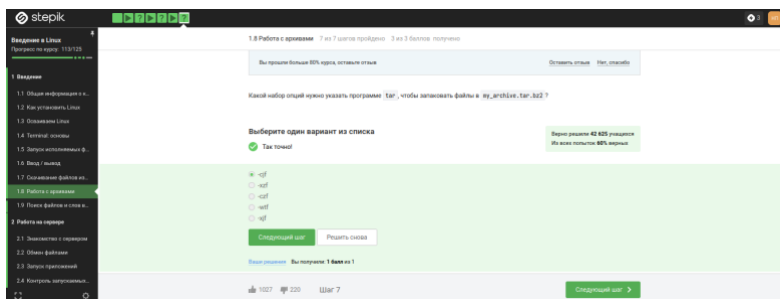 stepik
3
Введение в Linux
Прогресс по курсу: 113/125
1 Введение
1.1 Общая информация о к...
1.2 Как установить Linux
1.3 Осваиваем Linux
1.4 Terminal: основы
1.5 Запуск исполняемых ф...
1.6 Ввод / вывод
1.7 Скачивание файлов из...
1.8 Работа с архивами
1.9 Поиск файлов и слов в...
2 Работа на сервере
2.1 Знакомство с сервером
2.2 Обмен файлами
2.3 Запуск приложений
2.4 Контроль запускаемых...
1.8 Работа с архивами 7 из 7 шагов пройдено 3 из 3 баллов получено
Вы прошли больше 80% курса, оставьте отзыв
Оставить отзыв Нет, спасибо
Какой набор опций нужно указать программе tar, чтобы запаковать файлы в my_archive.tar.bz2 ?
Выберите один вариант из списка
Так точно!
Верно решили 42 625 учащихся
Из всех попыток 60% верных
-cjf
-xzf
-czf
-xjf
Следующий шаг Решить снова
Ваши решения Вы получили: 1 балл из 1
1027 220 Шаг 7
Следующий шаг